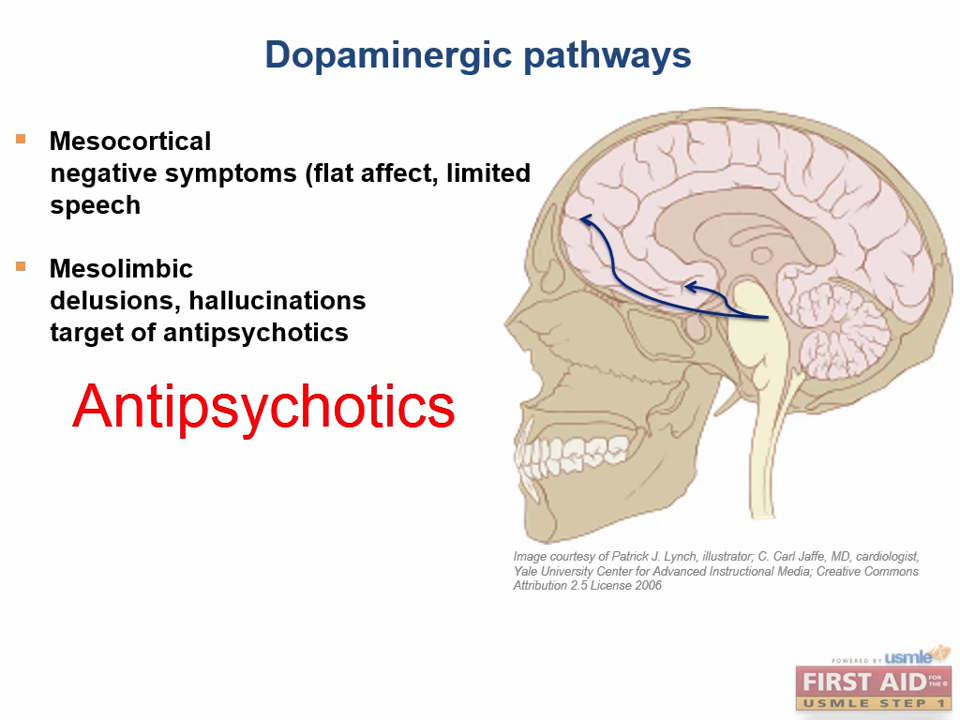 Dopaminergic pathways
Mesocortical
negative symptoms (flat affect, limited
speech
Mesolimbic
delusions, hallucinations
target of antipsychotics
Antipsychotics
Image courtesy of Patrick J. Lynch, illustrator; C. Carl Jaffe, MD, cardiologist,
Yale University Center for Advanced Instructional Media; Creative Commons
Attribution 2.5 License 2006
POWERED BY usmle
FIRST AID FOR THE ®
USMLE STEP 1